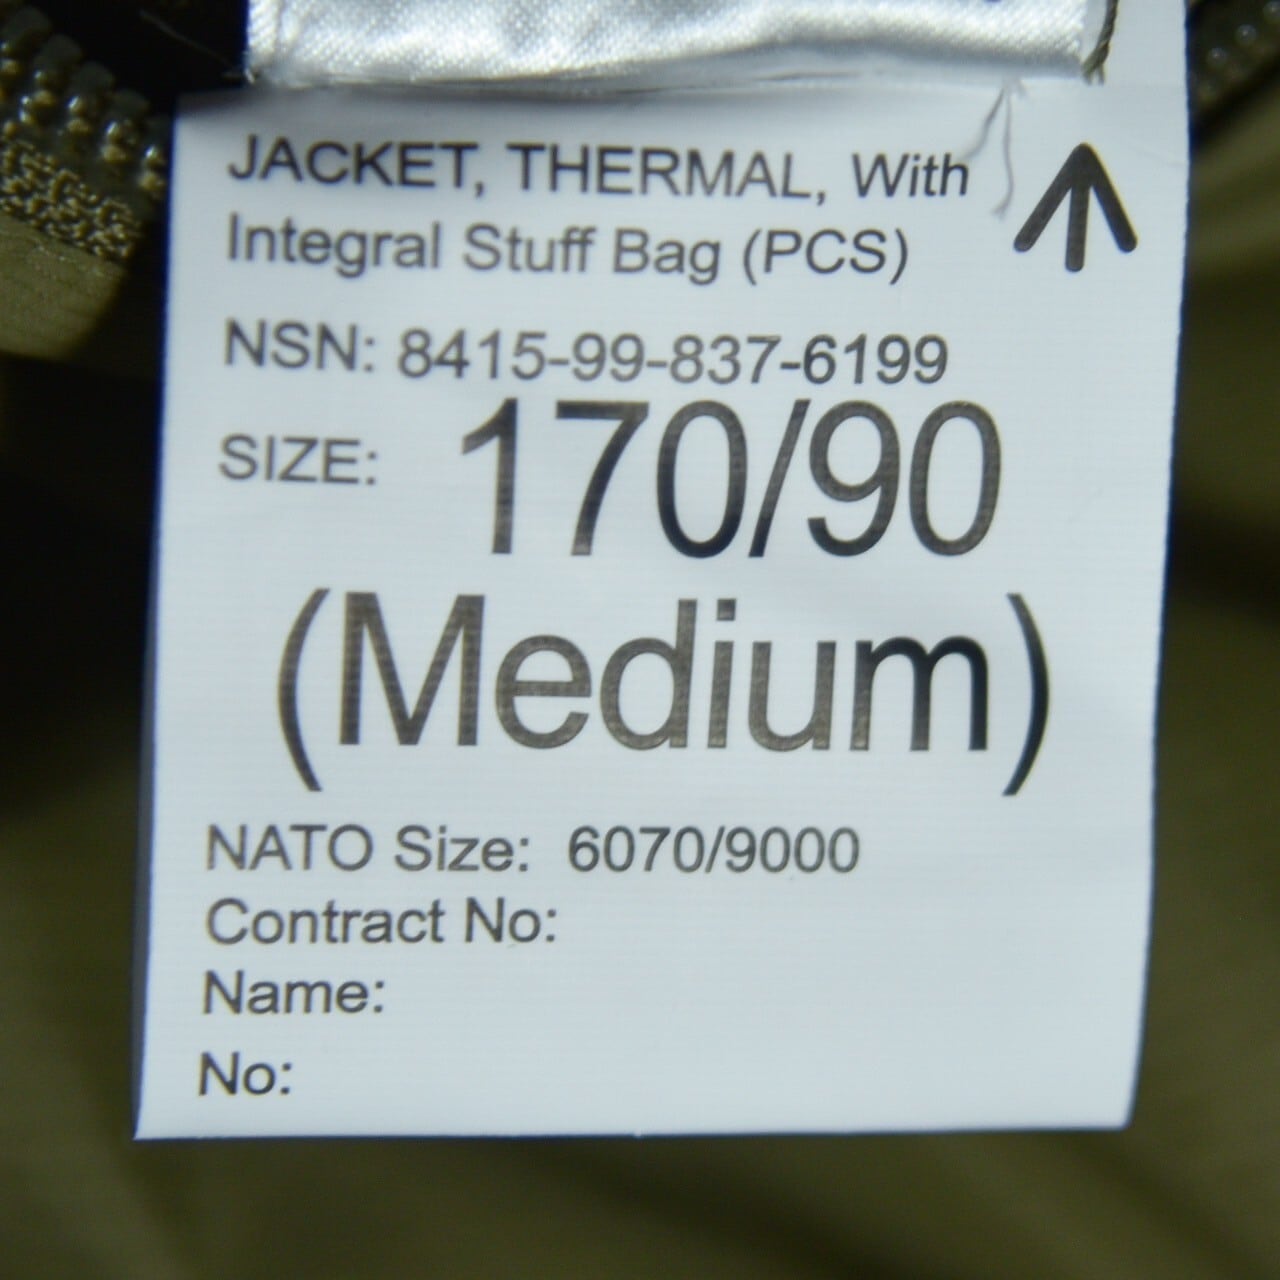 JACKET, THERMAL, With
Integral Stuff Bag (PCS)
NSN: 8415-99-837-6199
SIZE: 170/90
(Medium)
NATO Size: 6070/9000
Contract No:
Name:
No: